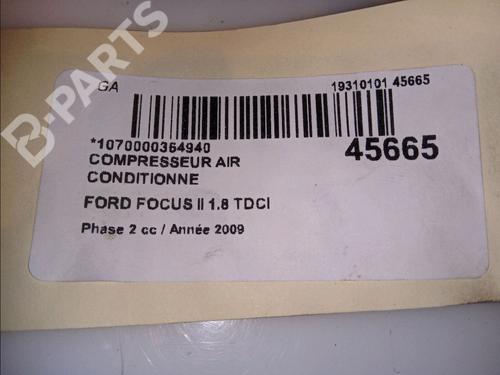 B-PARTS
GA
19310101 45665
*1070000364940
45665
COMPRESSEUR AIR
CONDITIONNE
FORD FOCUS II 1.8 TDCI
Phase 2 cc / Année 2009
B-PARTS